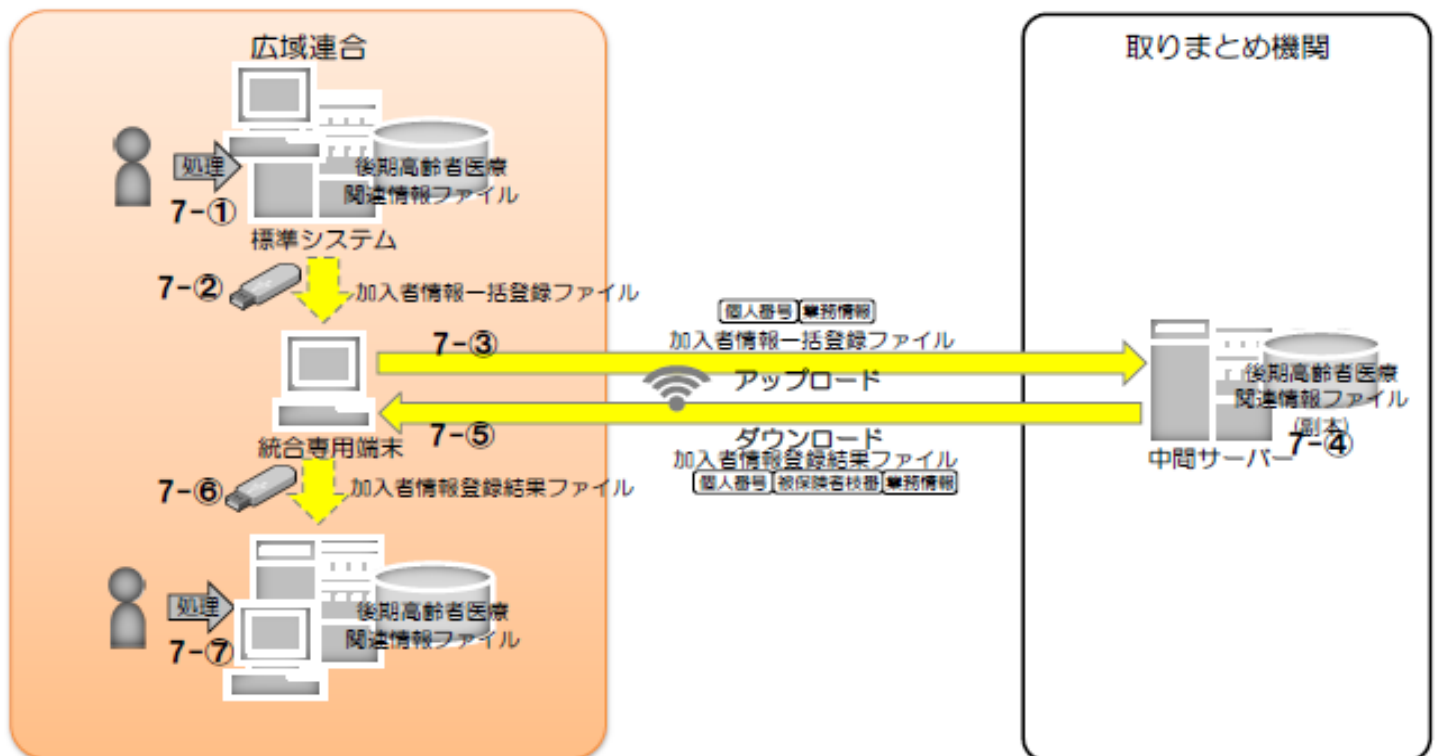 広域連合
取りまとめ機関
処理
7-①
後期高齢者医療
関連情報ファイル
標準システム
7-②
加入者情報一括登録ファイル
個人番号 業務情報
加入者情報一括登録ファイル
7-③
アップロード
後期高齢者医療
関連情報ファイル
(副本)
7-④
中間サーバー
7-⑤
ダウンロード
加入者情報登録結果ファイル
個人番号 被保険者枝番 業務情報
統合専用端末
7-⑥
加入者情報登録結果ファイル
処理
7-⑦
後期高齢者医療
関連情報ファイル